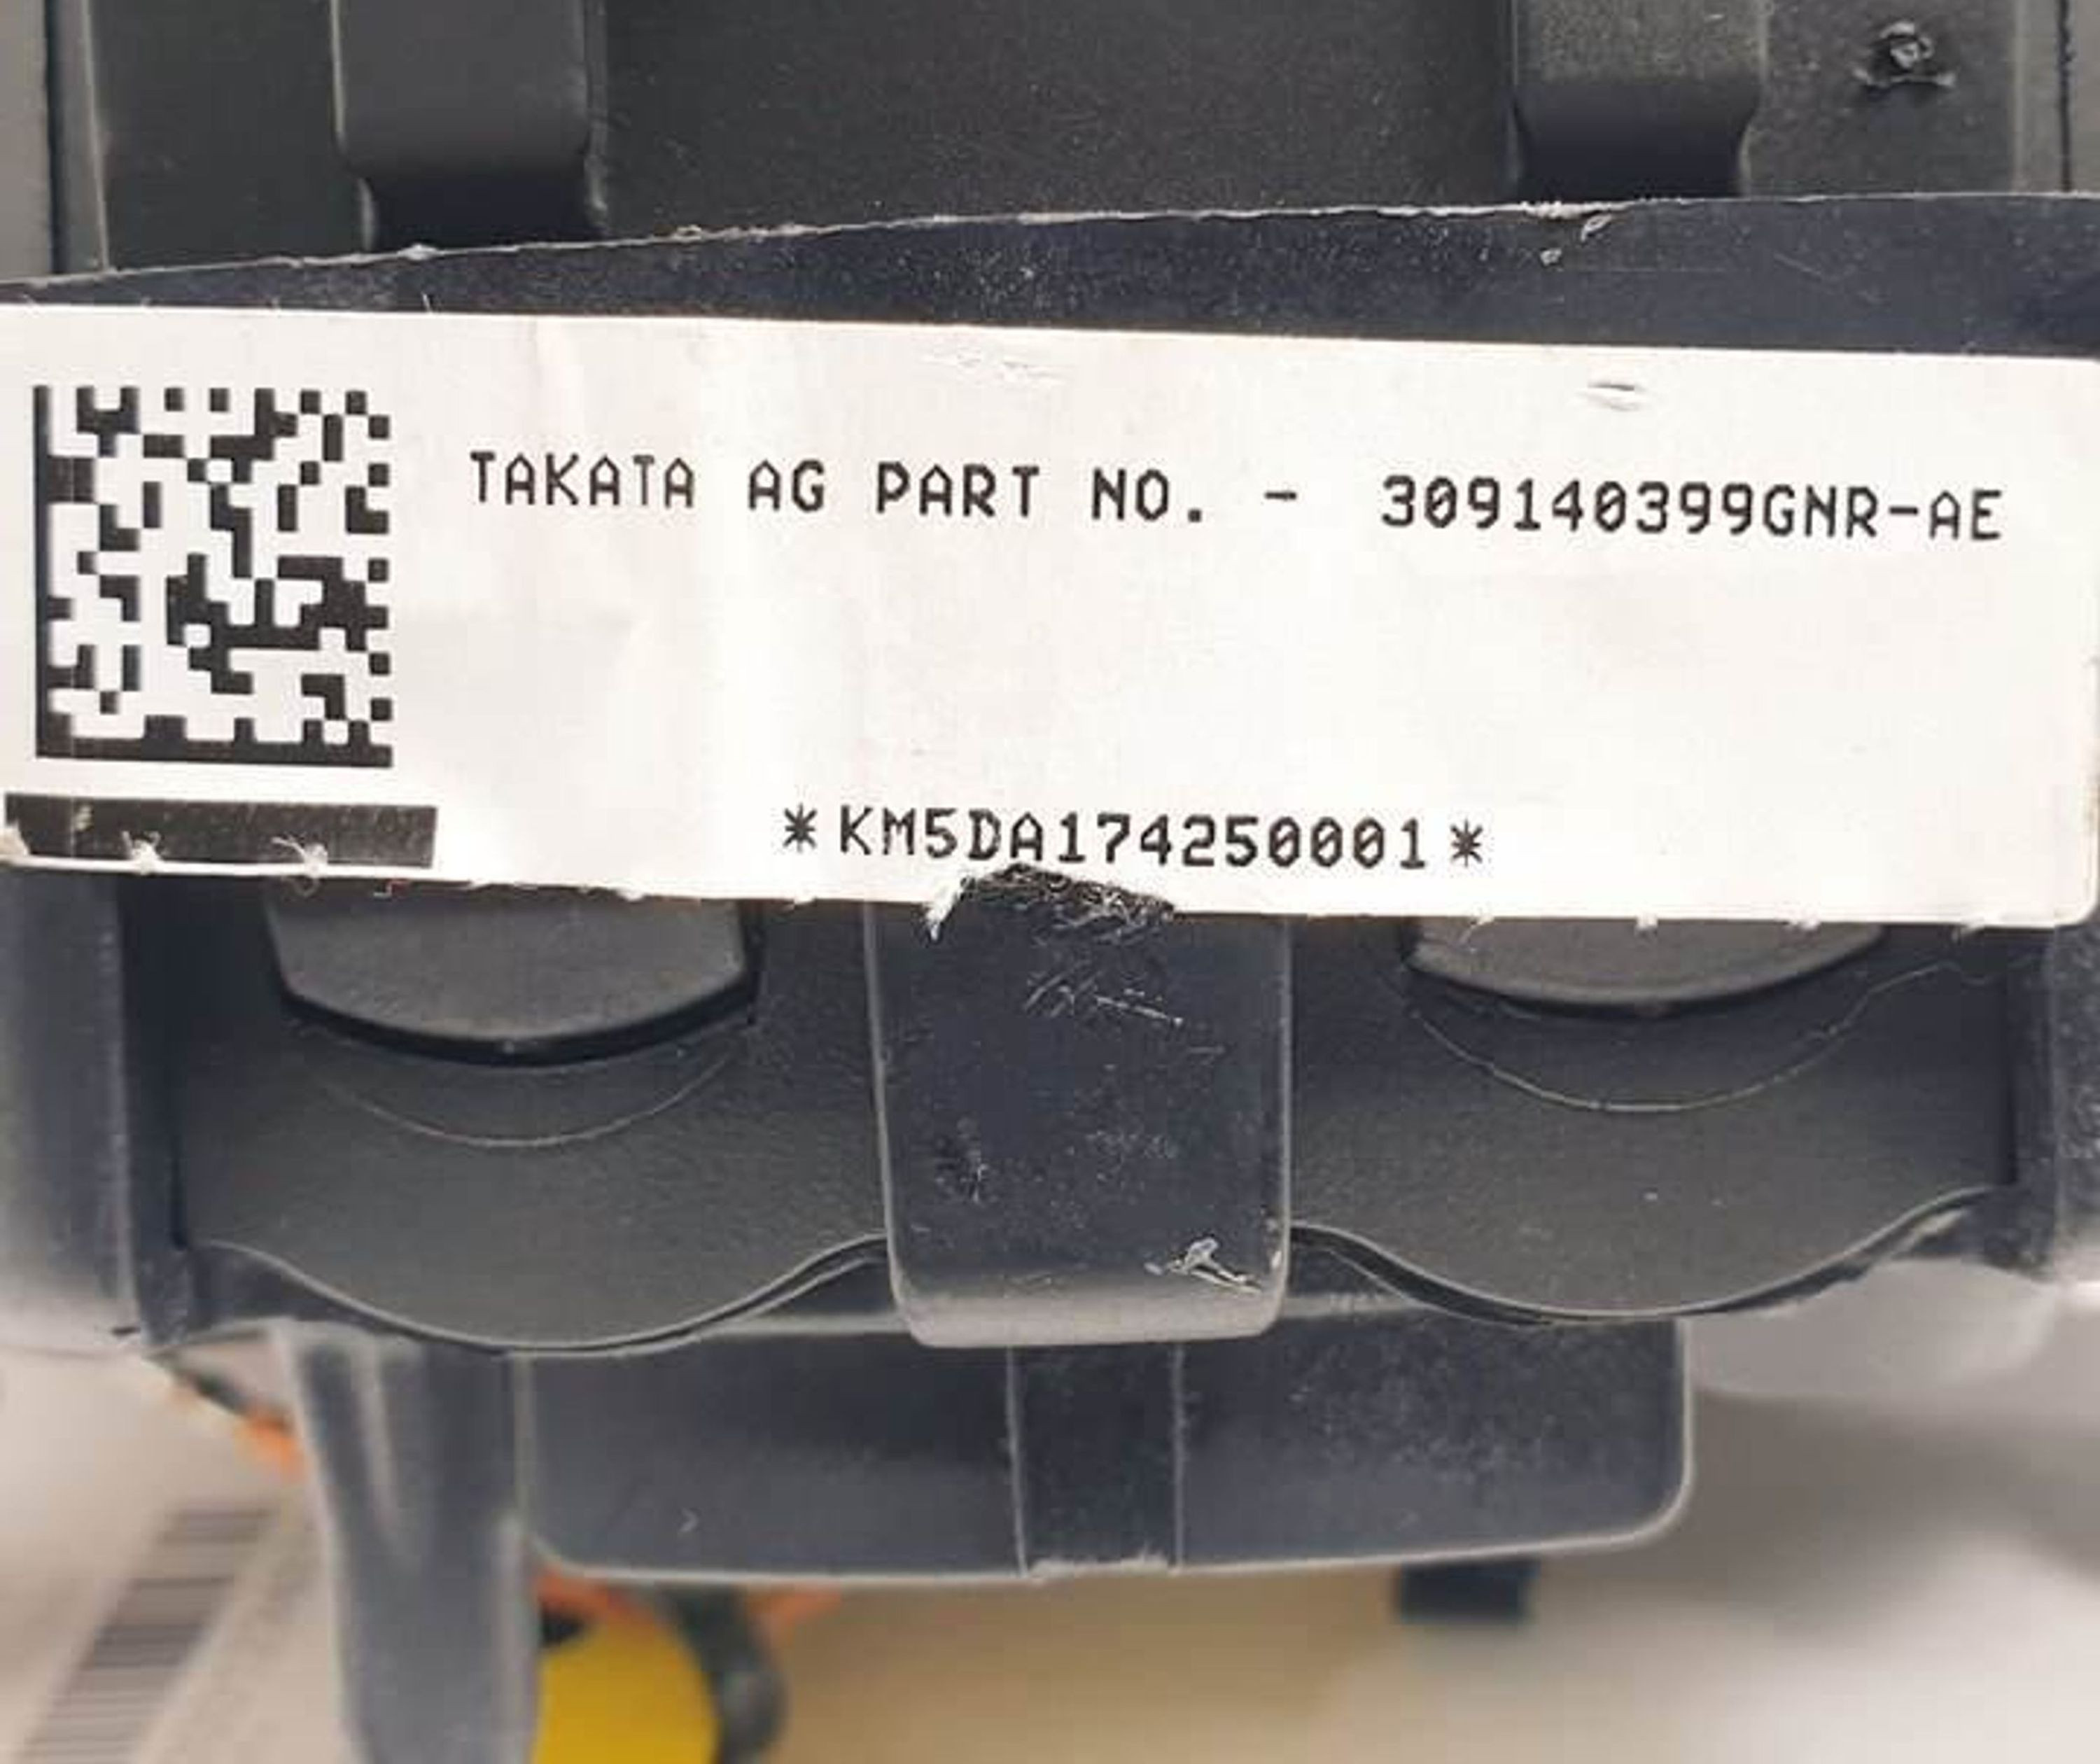 TAKATA AG PART NO. - 309140399GNR-AE
*KM5DA174250001*